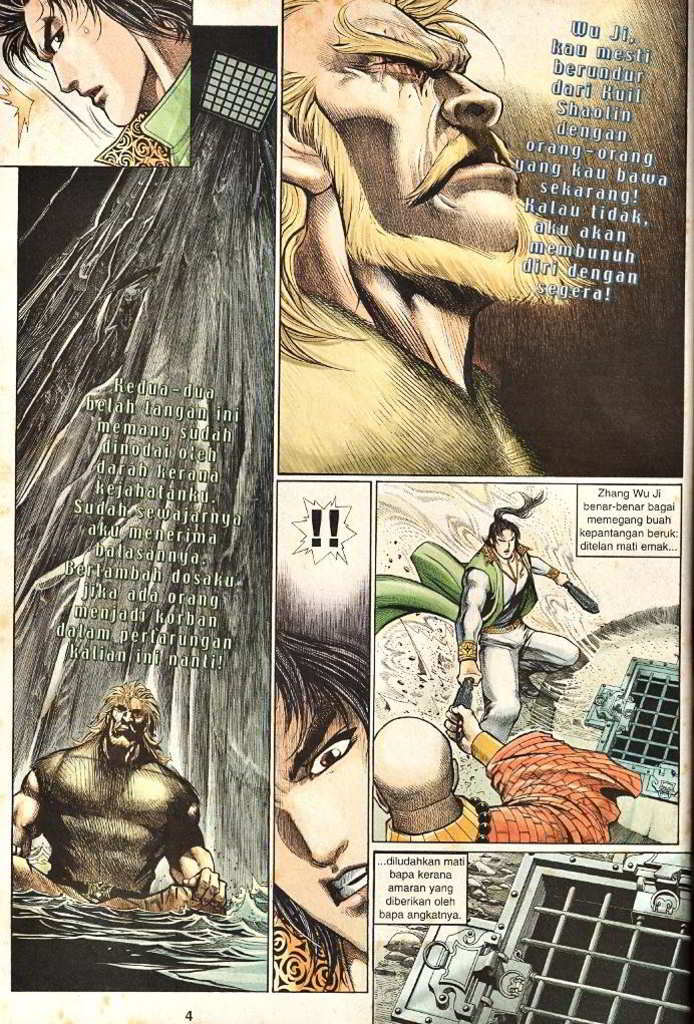 Wu Ji,
kau mesti
berundur
dari Kuil
Shaolin
dengan
orang-orang
yang kau bawa
sekarang!
Kalau tidak,
aku akan
membunuh
diri dengan
segera!
Kedua-dua
belah tangan ini
memang sudah
dinodai oleh
darah kerana
kejahatanku.
Sudah sewajarnya
aku menerima
balasannya.
Bertambah dosaku,
jika ada orang
menjadi korban
dalam pertarungan
kalian ini nanti!
!!
Zhang Wu Ji
benar-benar bagai
memegang buah
kepantangan beruk:
ditelan mati emak...
...diludahkan mati
bapa kerana
amaran yang
diberikan oleh
bapa angkatnya.
4